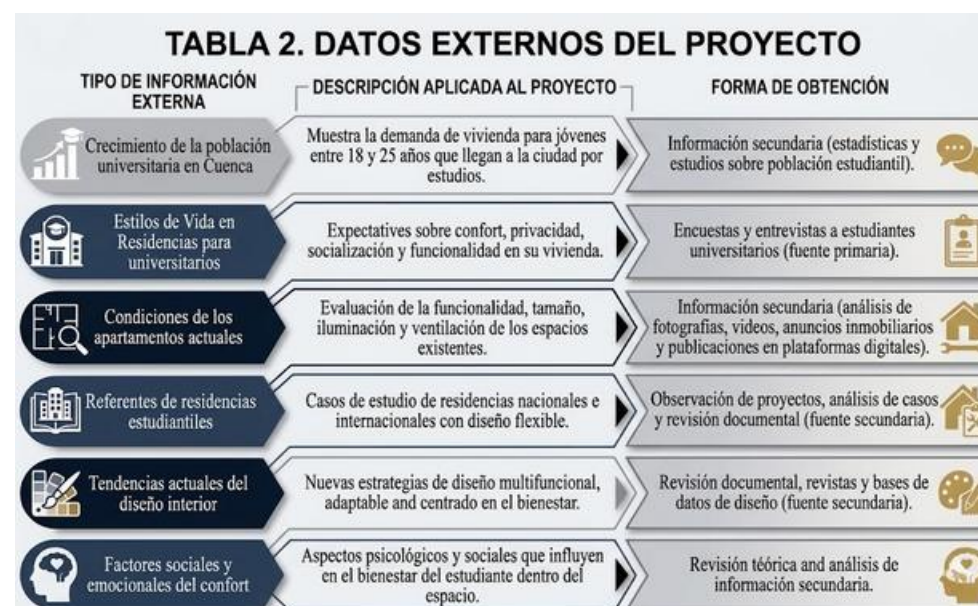 TABLA 2. DATOS EXTERNOS DEL PROYECTO
TIPO DE INFORMACIÓN
EXTERNA
DESCRIPCIÓN APLICADA AL PROYECTO
FORMA DE OBTENCIÓN
Crecimiento de la población
universitaria en Cuenca
Muestra la demanda de vivienda para jóvenes
entre 18 y 25 años que llegan a la ciudad por
estudios.
Información secundaria (estadísticas y
estudios sobre población estudiantil).
Estilos de Vida en
Residencias para
universitarios
Expectatives sobre confort, privacidad,
socialización y funcionalidad en su vivienda.
Encuestas y entrevistas a estudiantes
universitarios (fuente primaria).
Condiciones de los
apartamentos actuales
Evaluación de la funcionalidad, tamaño,
iluminación y ventilación de los espacios
existentes.
Información secundaria (análisis de
fotografias, videos, anuncios inmobiliarios
y publicaciones en plataformas digitales).
Referentes de residencias
estudiantiles
Casos de estudio de residencias nacionales e
internacionales con diseño flexible.
Observación de proyectos, análisis de casos
y revisión documental (fuente secundaria).
Tendencias actuales del
diseño interior
Nuevas estrategias de diseño multifuncional,
adaptable and centrado en el bienestar.
Revisión documental, revistas y bases de
datos de diseño (fuente secundaria).
Factores sociales y
emocionales del confort
Aspectos psicológicos y sociales que influyen
en el bienestar del estudiante dentro del
espacio.
Revisión téórica and análisis de
información secundaria.